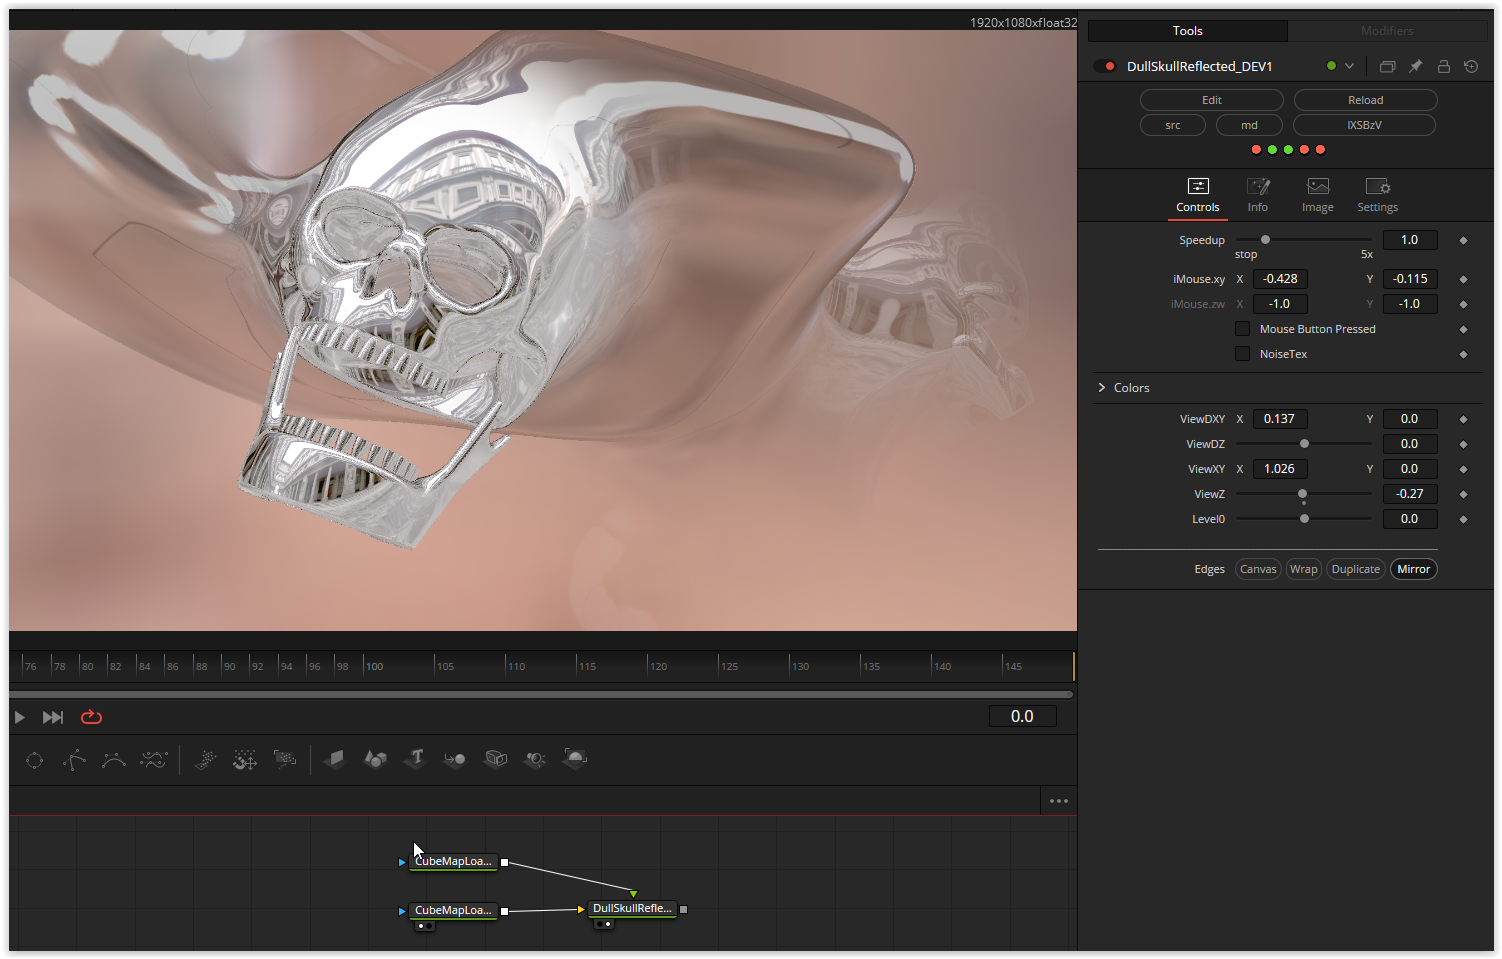 1920x1080xfloat32
Tools
Modifiers
DullSkullReflected_DEV1
Edit
Reload
src
md
lXSBzV
Controls
Info
Image
Settings
Speedup
1.0
stop
5x
iMouse.xy X -0.428 Y -0.115
iMouse.zw X -1.0 Y -1.0
Mouse Button Pressed
NoiseTex
Colors
ViewDXY X 0.137 Y 0.0
ViewDZ 0.0
ViewXY X 1.026 Y 0.0
ViewZ -0.27
Level0 0.0
Edges Canvas Wrap Duplicate Mirror
76 78 80 82 84 86 88 90 92 94 96 98 100 105 110 115 120 125 130 135 140 145
0.0
CubeMapLoa...
CubeMapLoa...
DullSkullRefle...